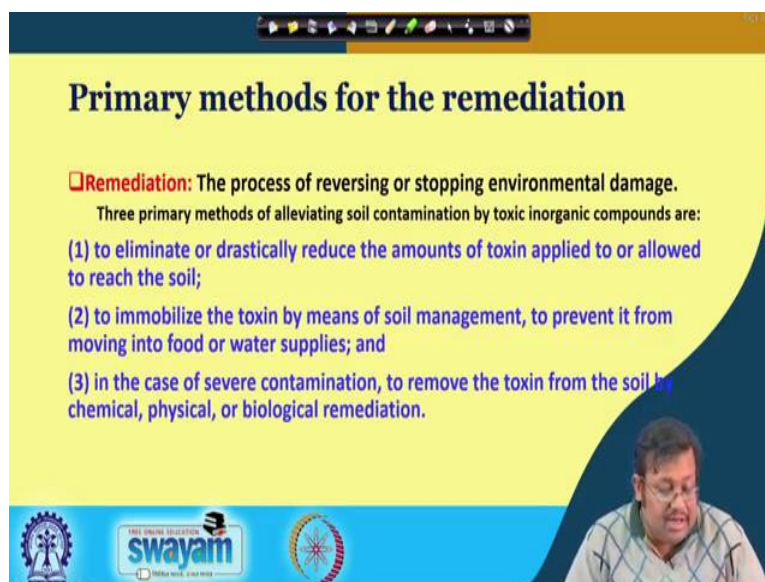 Primary methods for the remediation
Remediation: The process of reversing or stopping environmental damage.
Three primary methods of alleviating soil contamination by toxic inorganic compounds are:
(1) to eliminate or drastically reduce the amounts of toxin applied to or allowed
to reach the soil;
(2) to immobilize the toxin by means of soil management, to prevent it from
moving into food or water supplies; and
(3) in the case of severe contamination, to remove the toxin from the soil by
chemical, physical, or biological remediation.
FREE ONLINE EDUCATION
swayam